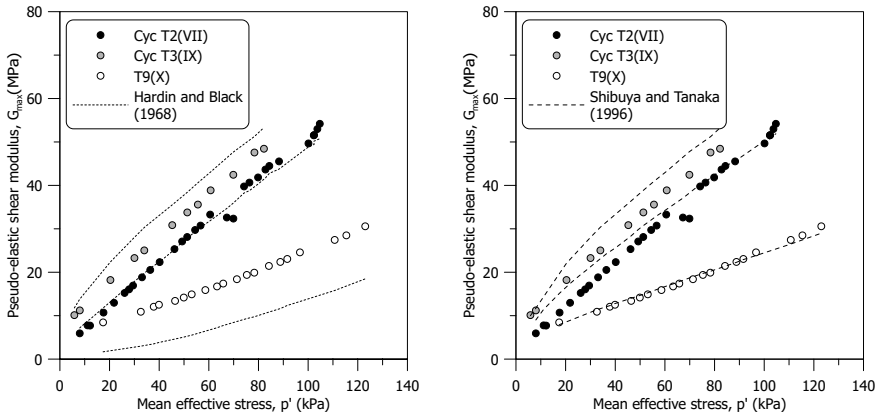 80
60
40
20
0
Pseudo-elastic shear modulus, Gmax(MPa)
Cyc T2(VII)
Cyc T3(IX)
T9(X)
Hardin and Black
(1968)
0 20 40 60 80 100 120 140
Mean effective stress, p' (kPa)
80
60
40
20
0
Pseudo-elastic shear modulus, Gmax(MPa)
Cyc T2(VII)
Cyc T3(IX)
T9(X)
Shibuya and Tanaka
(1996)
0 20 40 60 80 100 120 140
Mean effective stress, p' (kPa)